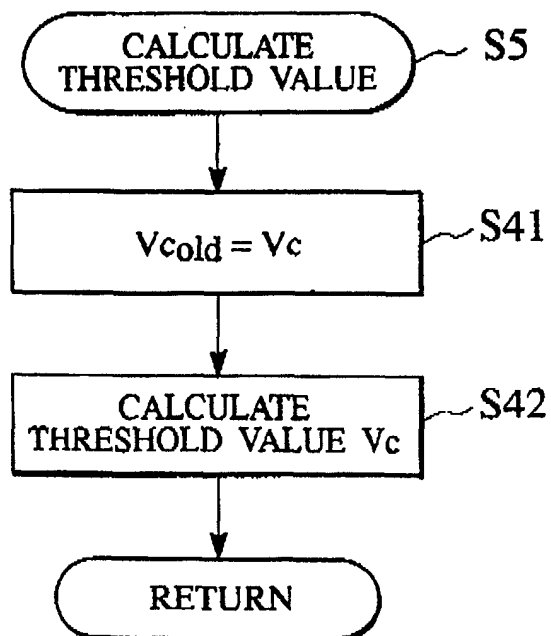 CALCULATE
THRESHOLD VALUE
S5
Vcold = Vc
S41
CALCULATE
THRESHOLD VALUE Vc
S42
RETURN